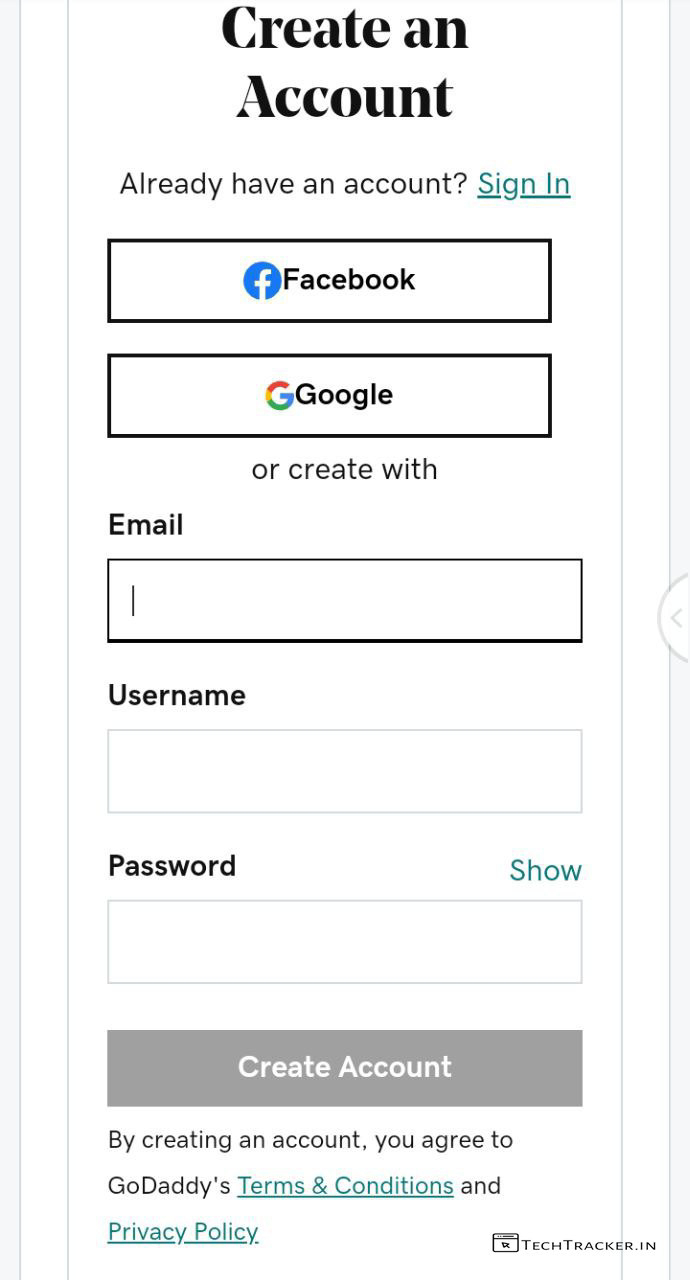 Create an
Account
Already have an account? Sign In
Facebook
Google
or create with
Email
Username
Password
Show
Create Account
By creating an account, you agree to
GoDaddy's Terms & Conditions and
Privacy Policy
TECHTRACKER.IN